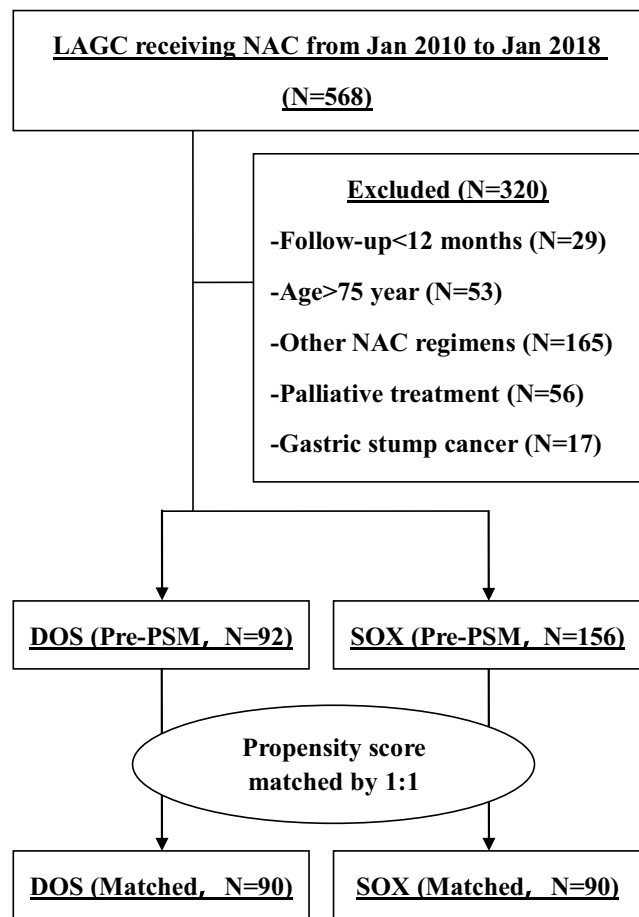 LAGC receiving NAC from Jan 2010 to Jan 2018
(N=568)
Excluded (N=320)
-Follow-up<12 months (N=29)
-Age>75 year (N=53)
-Other NAC regimens (N=165)
-Palliative treatment (N=56)
-Gastric stump cancer (N=17)
DOS (Pre-PSM, N=92)
SOX (Pre-PSM, N=156)
Propensity score
matched by 1:1
DOS (Matched, N=90)
SOX (Matched, N=90)